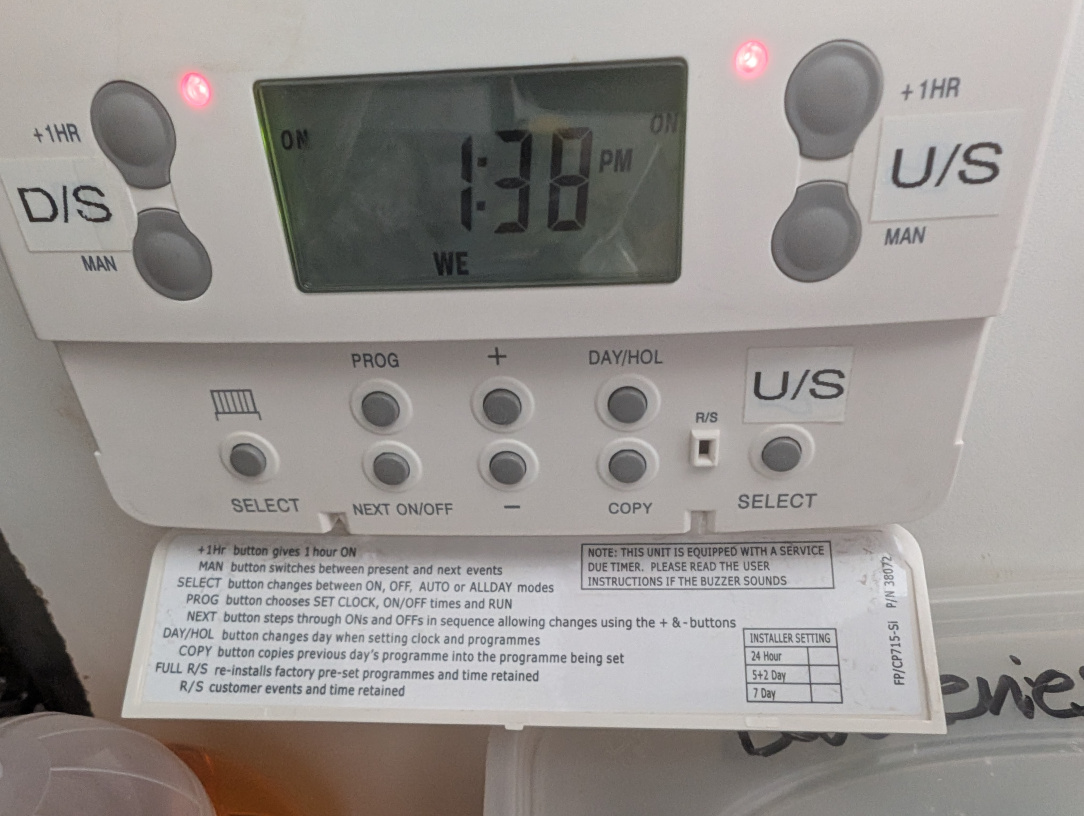 +1HR
D/S
MAN
ON
1:38 PM
ON
WE
+1HR
U/S
MAN
PROG
+
DAY/HOL
U/S
R/S
SELECT
NEXT ON/OFF
−
COPY
SELECT
+1Hr button gives 1 hour ON
MAN button switches between present and next events
SELECT button changes between ON, OFF, AUTO or ALLDAY modes
PROG button chooses SET CLOCK, ON/OFF times and RUN
NEXT button steps through ONs and OFFs in sequence allowing changes using the + & - buttons
DAY/HOL button changes day when setting clock and programmes
COPY button copies previous day's programme into the programme being set
FULL R/S re-installs factory pre-set programmes and time retained
R/S customer events and time retained
NOTE: THIS UNIT IS EQUIPPED WITH A SERVICE
DUE TIMER. PLEASE READ THE USER
INSTRUCTIONS IF THE BUZZER SOUNDS
INSTALLER SETTING
24 Hour
5+2 Day
7 Day
FP/CP715-Si P/N 38072